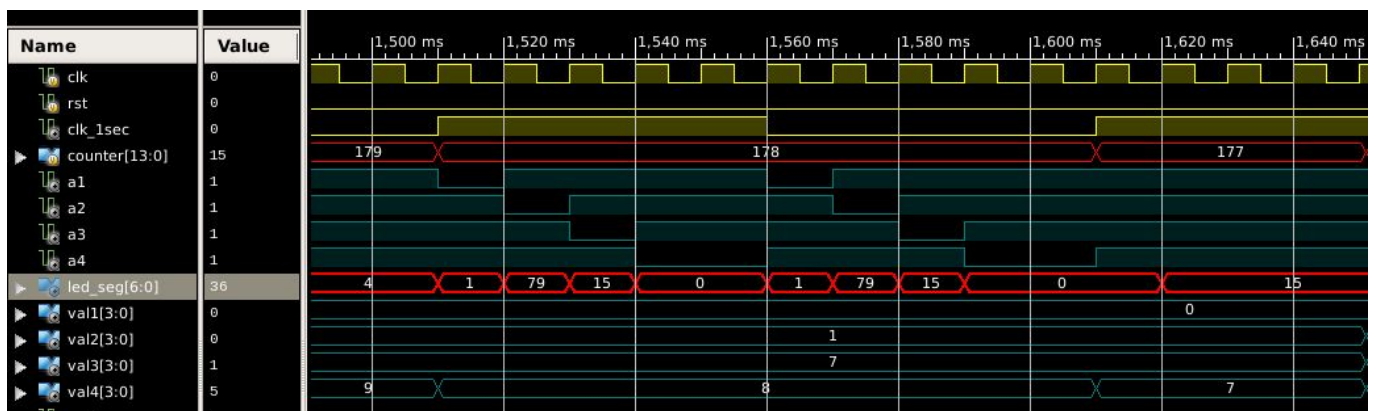 Name Value 1,500 ms 1,520 ms 1,540 ms 1,560 ms 1,580 ms 1,600 ms 1,620 ms 1,640 ms
clk 0
rst 0
clk_1sec 0
counter[13:0] 15 179 178 177
a1 1
a2 1
a3 1
a4 1
led_seg[6:0] 36 4 1 79 15 0 1 79 15 0 15
val1[3:0] 0 0
val2[3:0] 0 1
val3[3:0] 1 7
val4[3:0] 5 9 8 7